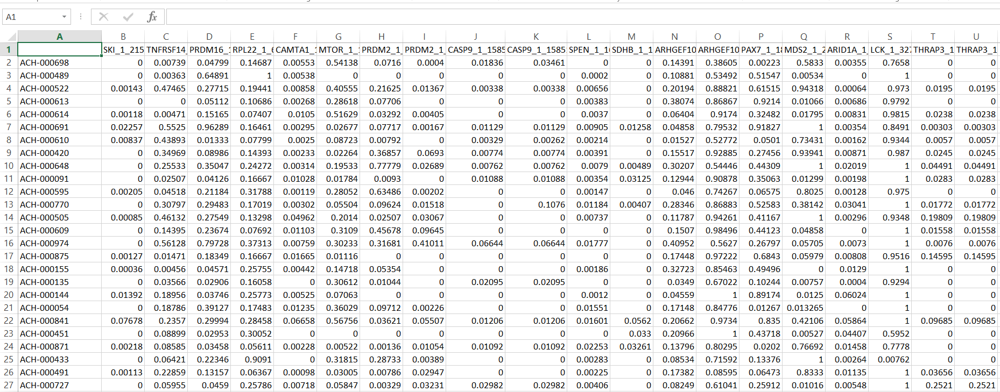 A1 fx
A B C D E F G H I J K L M N O P Q R S T U
1 SKI_1_215 TNFRSF14_ PRDM16_1 RPL22_1_6 CAMTA1_1 MTOR_1_1 PRDM2_1_ PRDM2_1_ CASP9_1_1585 CASP9_1_1585 SPEN_1_1 SDHB_1_1 ARHGEF10 ARHGEF10 PAX7_1_18 MDS2_1_2 ARID1A_1_ LCK_1_327 THRAP3_1 THRAP3_1
2 ACH-000698 0 0.00739 0.04799 0.14687 0.00553 0.54138 0.0716 0.0004 0.01836 0.03461 0 0 0.14391 0.38605 0.00223 0.5833 0.00355 0.7658 0 0
3 ACH-000489 0 0.00363 0.64891 1 0.00538 0 0 0 0 0 0.0002 0 0.10881 0.53492 0.51547 0.00534 0 1 0 0
4 ACH-000522 0.00143 0.47465 0.27715 0.19441 0.00858 0.40555 0.21625 0.01367 0.00338 0.00338 0.00656 0 0.20194 0.88821 0.61515 0.94318 0.00064 0.973 0.0195 0.0195
5 ACH-000613 0 0 0.05112 0.10686 0.00268 0.28618 0.07706 0 0 0 0.00383 0 0.38074 0.86867 0.9214 0.01066 0.00686 0.9792 0 0
6 ACH-000614 0.00118 0.00471 0.15165 0.07407 0.0105 0.51629 0.03292 0.00405 0 0 0.0037 0 0.06404 0.9174 0.32482 0.01795 0.00831 0.9815 0.0238 0.0238
7 ACH-000691 0.02257 0.5525 0.96289 0.16461 0.00295 0.02677 0.07717 0.00167 0.01129 0.01129 0.00905 0.01258 0.04858 0.79532 0.91827 1 0.00354 0.8491 0.00303 0.00303
8 ACH-000610 0.00837 0.43893 0.01333 0.07799 0.0025 0.08723 0.00792 0 0.00329 0.00262 0.00214 0 0.01527 0.52772 0.0501 0.73431 0.00162 0.9344 0.0057 0.0057
9 ACH-000420 0 0.34969 0.08986 0.14393 0.00233 0.02264 0.36857 0.0693 0.00774 0.00774 0.00391 0 0.15517 0.92885 0.27456 0.93941 0.00871 0.987 0.0245 0.0245
10 ACH-000648 0 0.25533 0.35047 0.24272 0.00314 0.19533 0.77779 0.02689 0.00762 0.00762 0.0079 0.00489 0.30207 0.54446 0.44309 1 0.02019 1 0.04491 0.04491
11 ACH-000091 0 0.02507 0.04126 0.16667 0.01028 0.01784 0.0093 0 0.01088 0.01088 0.00354 0.03125 0.12944 0.90878 0.35063 0.01299 0.00198 1 0.0283 0.0283
12 ACH-000595 0.00205 0.04518 0.21184 0.31788 0.00119 0.28052 0.63486 0.00202 0 0 0.00147 0 0.046 0.74267 0.06575 0.8025 0.00128 0.975 0 0
13 ACH-000770 0 0.30797 0.29483 0.17019 0.00302 0.05504 0.09624 0.01518 0 0.1076 0.01184 0.00407 0.28346 0.86883 0.52583 0.38142 0.03041 1 0.01772 0.01772
14 ACH-000505 0.00085 0.46132 0.27549 0.13298 0.04962 0.2014 0.02507 0.03067 0 0 0.00737 0 0.11787 0.94261 0.41167 1 0.00296 0.9348 0.19809 0.19809
15 ACH-000609 0 0.14395 0.23674 0.07692 0.01103 0.3109 0.45678 0.09645 0 0 0 0 0.1507 0.98496 0.44123 0.04858 0 1 0.01558 0.01558
16 ACH-000974 0 0.56128 0.79728 0.37313 0.00759 0.30233 0.31681 0.41011 0.06644 0.06644 0.01777 0 0.40952 0.5627 0.26797 0.05705 0.0073 1 0.0076 0.0076
17 ACH-000875 0.00127 0.01471 0.18349 0.16667 0.01665 0.01116 0 0 0 0 0 0 0.17448 0.97222 0.6843 0.05979 0.00808 0.9516 0.14595 0.14595
18 ACH-000155 0.00036 0.00456 0.04571 0.25755 0.00442 0.14718 0.05354 0 0 0 0.00186 0 0.32723 0.85463 0.49496 0 0.0129 1 0 0
19 ACH-000135 0 0.03566 0.02906 0.16058 0 0.30612 0.01044 0 0.02095 0.02095 0 0 0.0349 0.67022 0.10244 0.00757 0.0004 0.9294 0 0
20 ACH-000144 0.01392 0.18956 0.03746 0.25773 0.00525 0.07063 0 0 0 0 0.0012 0 0.04559 1 0.89174 0.0125 0.06024 1 0 0
21 ACH-000054 0 0.18786 0.39127 0.17483 0.01235 0.36029 0.09712 0.00226 0 0 0.01551 0 0.17148 0.84776 0.01267 0.013265 0 1 0 0
22 ACH-000841 0.07678 0.2357 0.29994 0.28458 0.06658 0.56756 0.03621 0.05507 0.01206 0.01206 0.01601 0.0562 0.20662 0.9734 0.835 0.42106 0.05864 1 0.09685 0.09685
23 ACH-000451 0 0.08899 0.02953 0.30052 0 0 0 0 0 0 0 0.033 0.20966 1 0.43718 0.00527 0.04407 0.5952 0 0
24 ACH-000871 0.00218 0.08585 0.03458 0.05611 0.00228 0.00522 0.00136 0.01054 0.01092 0.01092 0.02253 0.03261 0.13796 0.80295 0.0202 0.76692 0.01458 0.7778 0 0
25 ACH-000433 0 0.06421 0.22346 0.9091 0 0.31815 0.28733 0.00389 0 0 0.00283 0 0.08534 0.71592 0.13376 1 0.00264 0.00762 0 0
26 ACH-000491 0.00113 0.22859 0.13157 0.06367 0.00098 0.03005 0.00786 0.02947 0 0 0.00225 0 0.17382 0.08595 0.06473 0.8333 0.01135 1 0.03656 0.03656
27 ACH-000727 0 0.05955 0.0459 0.25786 0.00718 0.05847 0.00329 0.03231 0.02982 0.02982 0.00406 0 0.08249 0.61041 0.25912 0.01016 0.00548 1 0.2521 0.2521